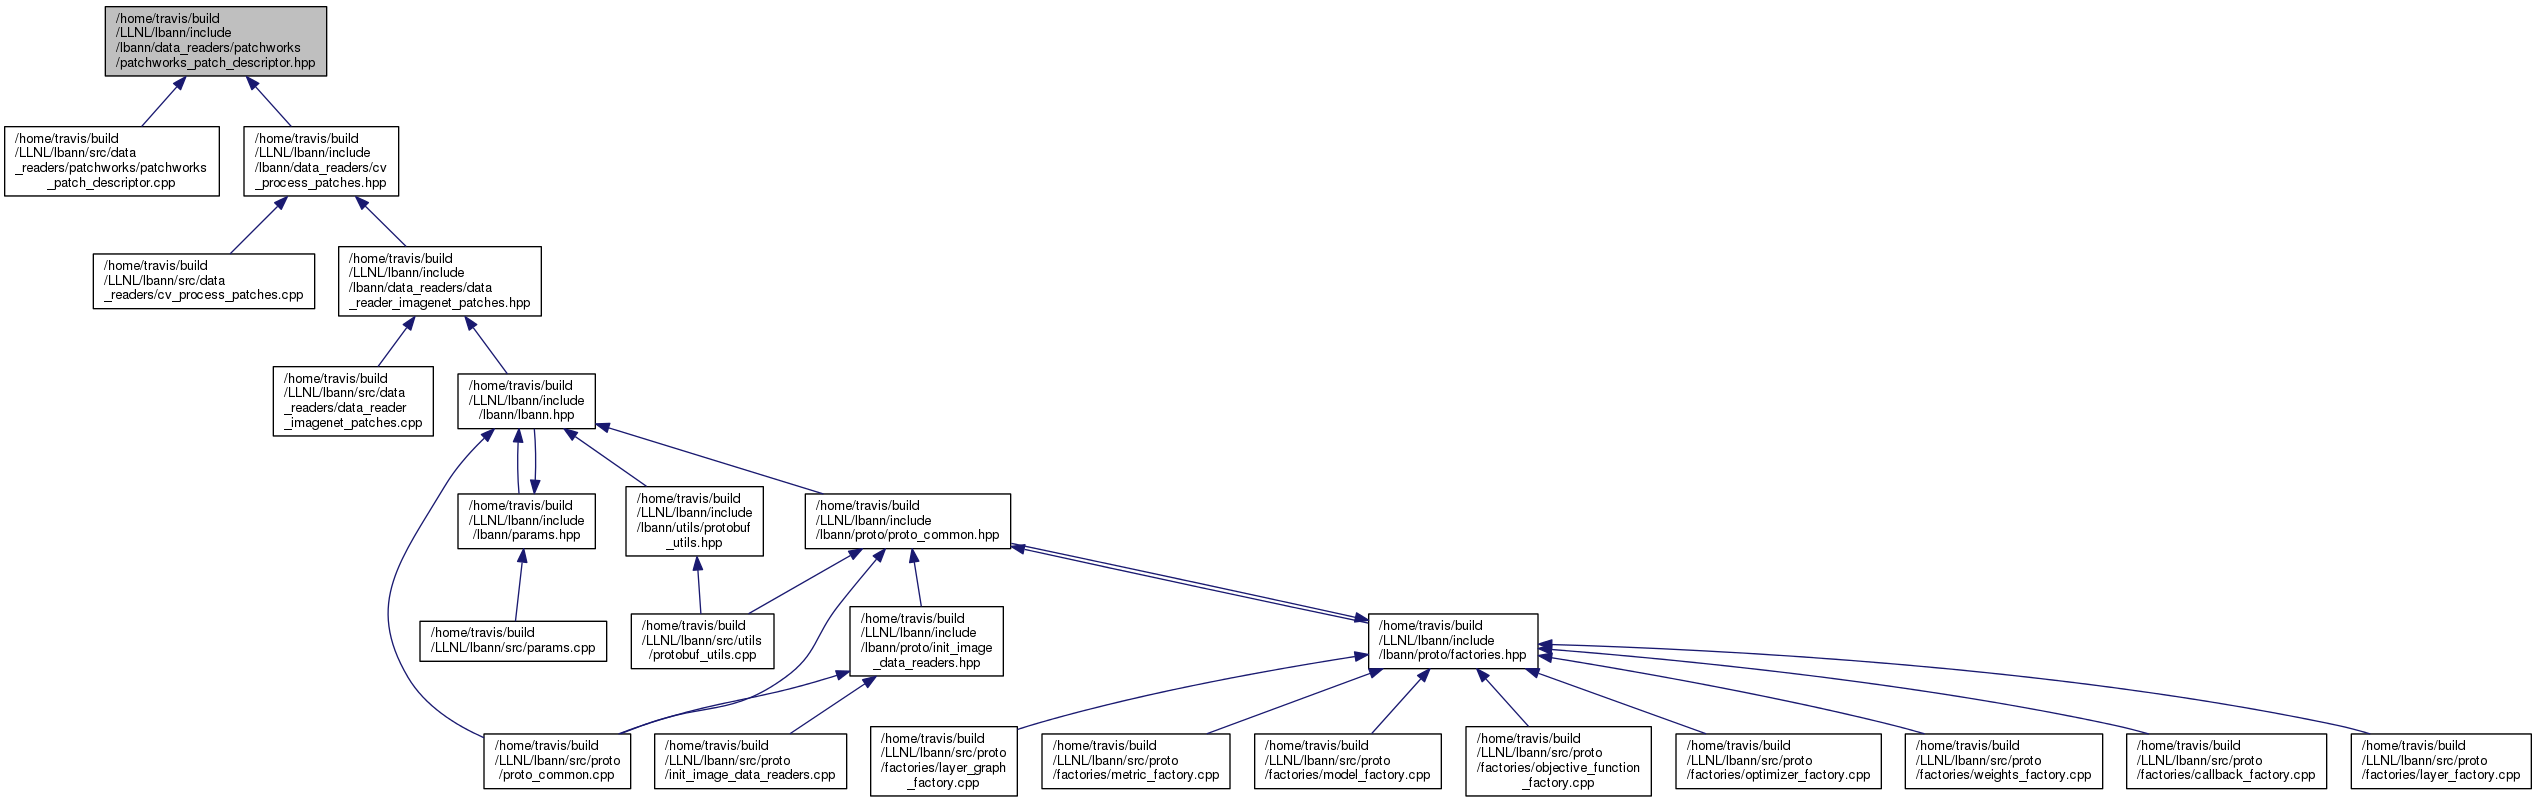 /home/travis/build
/LLNL/lbann/include
/lbann/data_readers/patchworks
/patchworks_patch_descriptor.hpp
/home/travis/build
/LLNL/lbann/src/data
_readers/patchworks/patchworks
_patch_descriptor.cpp
/home/travis/build
/LLNL/lbann/include
/lbann/data_readers/cv
_process_patches.hpp
/home/travis/build
/LLNL/lbann/src/data
_readers/cv_process_patches.cpp
/home/travis/build
/LLNL/lbann/include
/lbann/data_readers/data
_reader_imagenet_patches.hpp
/home/travis/build
/LLNL/lbann/src/data
_readers/data_reader
_imagenet_patches.cpp
/home/travis/build
/LLNL/lbann/include
/lbann/lbann.hpp
/home/travis/build
/LLNL/lbann/include
/lbann/params.hpp
/home/travis/build
/LLNL/lbann/include
/lbann/utils/protobuf
_utils.hpp
/home/travis/build
/LLNL/lbann/include
/lbann/proto/proto_common.hpp
/home/travis/build
/LLNL/lbann/src/params.cpp
/home/travis/build
/LLNL/lbann/src/utils
/protobuf_utils.cpp
/home/travis/build
/LLNL/lbann/include
/lbann/proto/init_image
_data_readers.hpp
/home/travis/build
/LLNL/lbann/include
/lbann/proto/factories.hpp
/home/travis/build
/LLNL/lbann/src/proto
/proto_common.cpp
/home/travis/build
/LLNL/lbann/src/proto
/init_image_data_readers.cpp
/home/travis/build
/LLNL/lbann/src/proto
/factories/layer_graph
_factory.cpp
/home/travis/build
/LLNL/lbann/src/proto
/factories/metric_factory.cpp
/home/travis/build
/LLNL/lbann/src/proto
/factories/model_factory.cpp
/home/travis/build
/LLNL/lbann/src/proto
/factories/objective_function
_factory.cpp
/home/travis/build
/LLNL/lbann/src/proto
/factories/optimizer_factory.cpp
/home/travis/build
/LLNL/lbann/src/proto
/factories/weights_factory.cpp
/home/travis/build
/LLNL/lbann/src/proto
/factories/callback_factory.cpp
/home/travis/build
/LLNL/lbann/src/proto
/factories/layer_factory.cpp